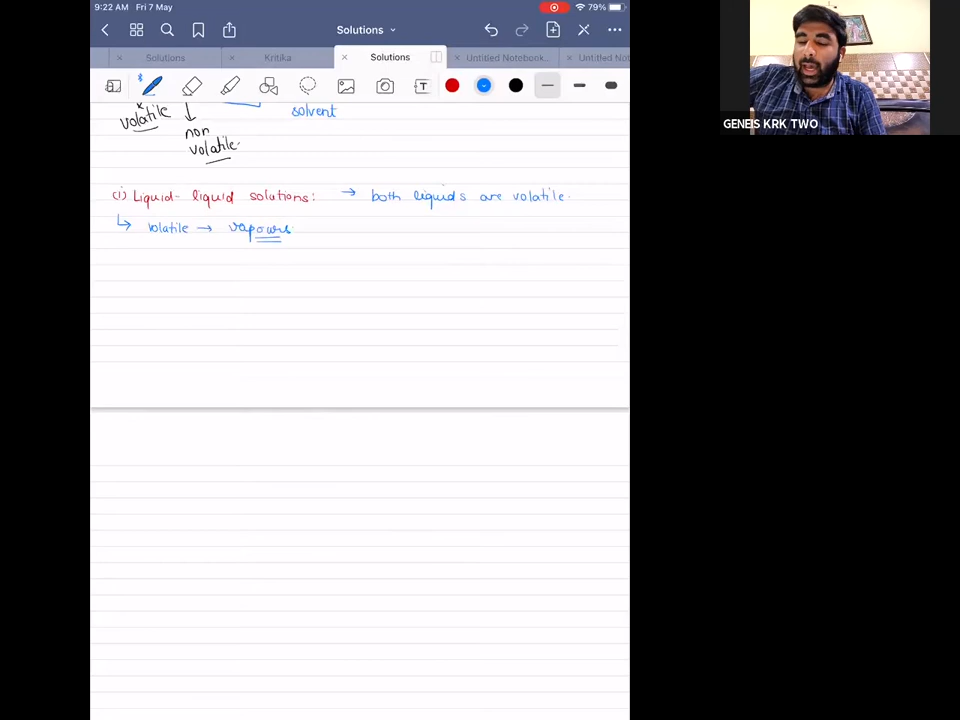 9:22 AM Fri 7 May
79%
Solutions
Solutions
Kritika
Solutions
Untitled Notebook...
Untitled Not
T
GENEIS KRK TWO
volatile
non
volatile
solvent
(i) Liquid-liquid solutions: → both liquids are volatile.
↳ volatile → vapours